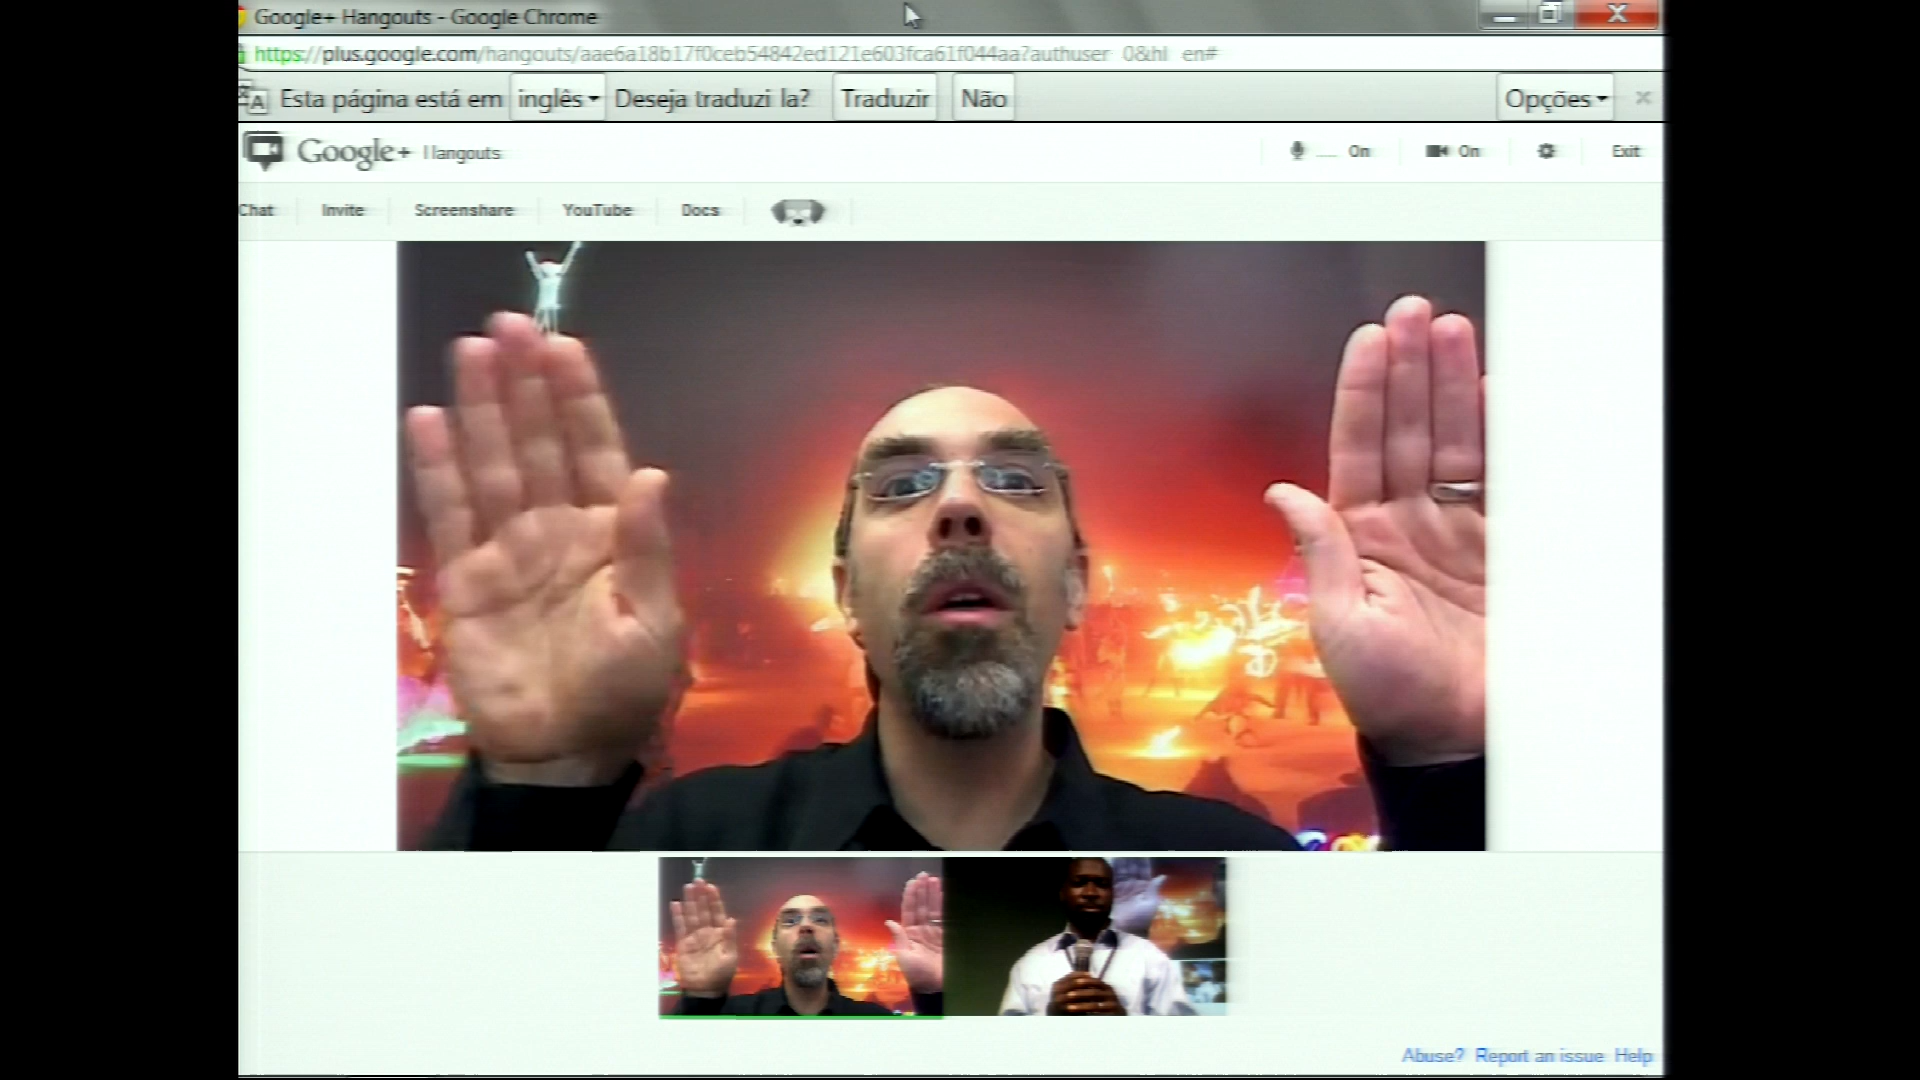 Google+ Hangouts - Google Chrome
https://plus.google.com/hangouts/aae6a18b17f0ceb54842ed121e603fca61f044aa?authuser 0&hl en#
Esta página está em inglês Deseja traduzi la? Traduzir Não Opções
Google+ Hangouts On On Exit
Chat Invite Screenshare YouTube Docs
Abuse? Report an issue Help